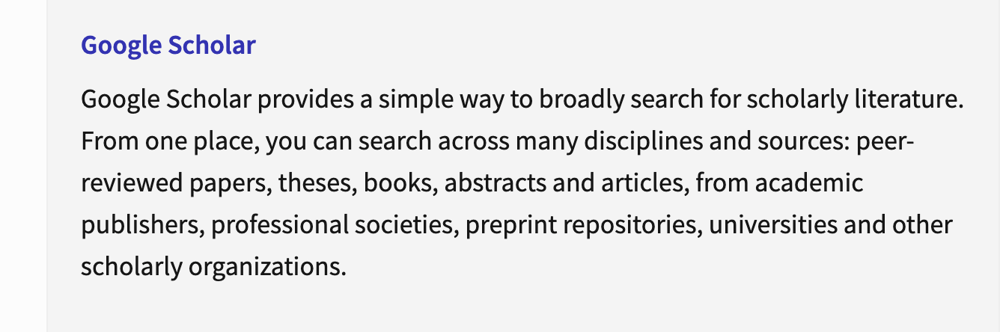 Google Scholar
Google Scholar provides a simple way to broadly search for scholarly literature.
From one place, you can search across many disciplines and sources: peer-
reviewed papers, theses, books, abstracts and articles, from academic
publishers, professional societies, preprint repositories, universities and other
scholarly organizations.